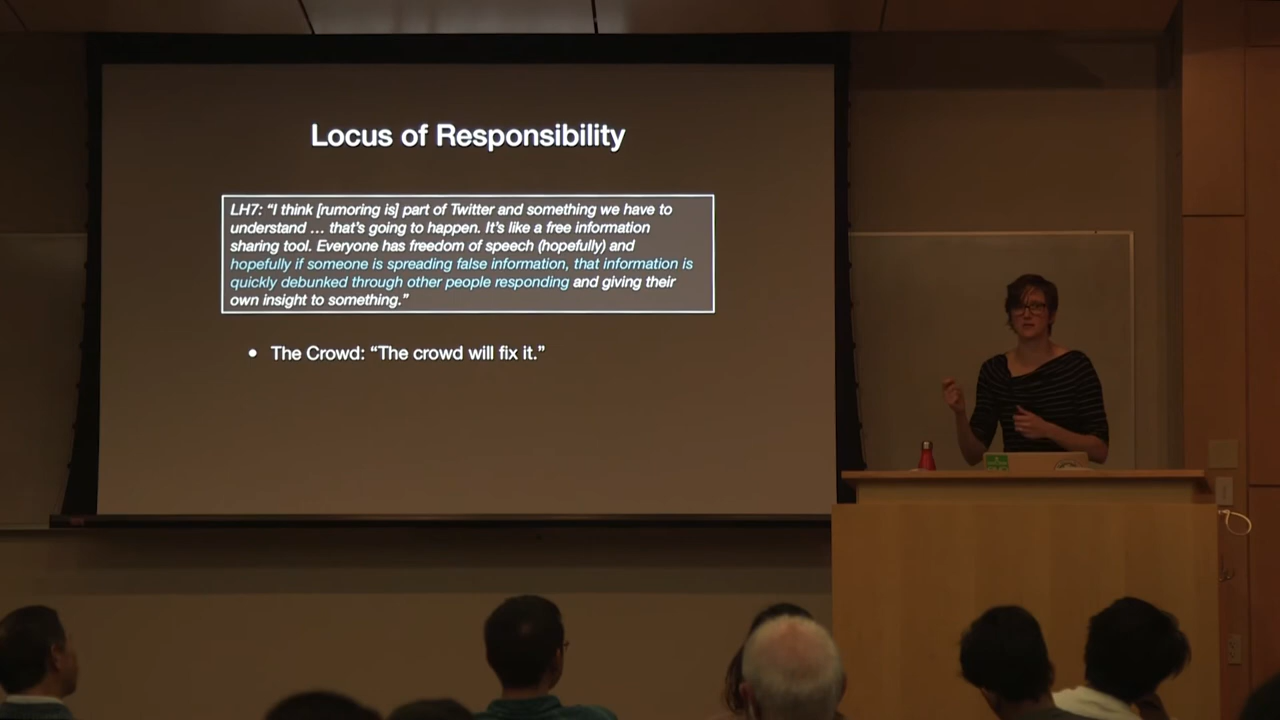 Locus of Responsibility
LH7: “I think [rumoring is] part of Twitter and something we have to
understand … that’s going to happen. It’s like a free information
sharing tool. Everyone has freedom of speech (hopefully) and
hopefully if someone is spreading false information, that information is
quickly debunked through other people responding and giving their
own insight to something.”
• The Crowd: “The crowd will fix it.”